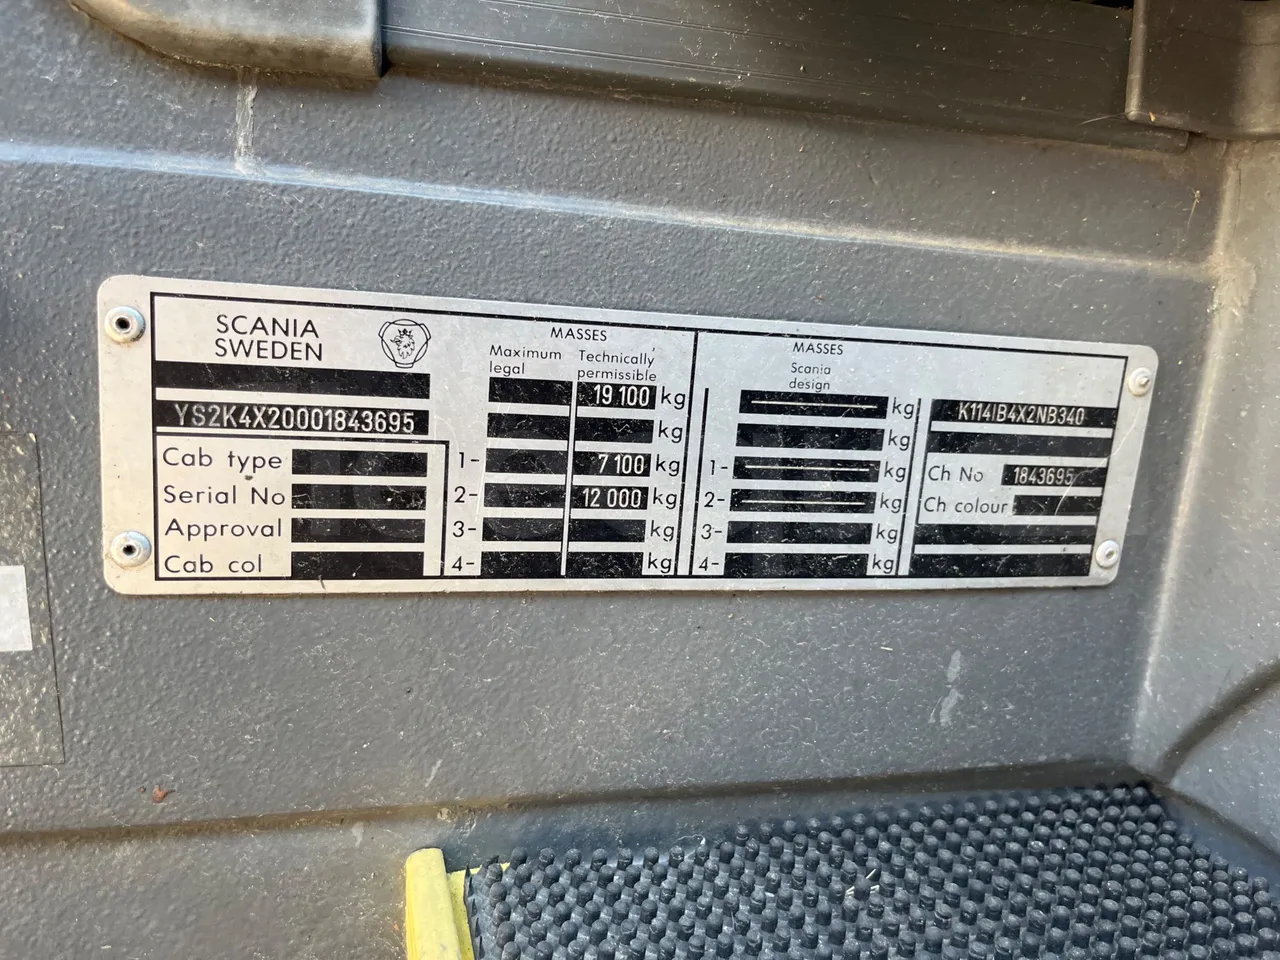 SCANIA
SWEDEN
YS2K4X20001843695
Cab type
Serial No
Approval
Cab col
MASSES
Maximum legal
Technically permissible
19 100 kg
kg
1- 7 100 kg
2- 12 000 kg
3- kg
4- kg
MASSES
Scania
design
kg
kg
1- kg
2- kg
3- kg
4- kg
K114IB4X2NB340
Ch No 1843695
Ch colour